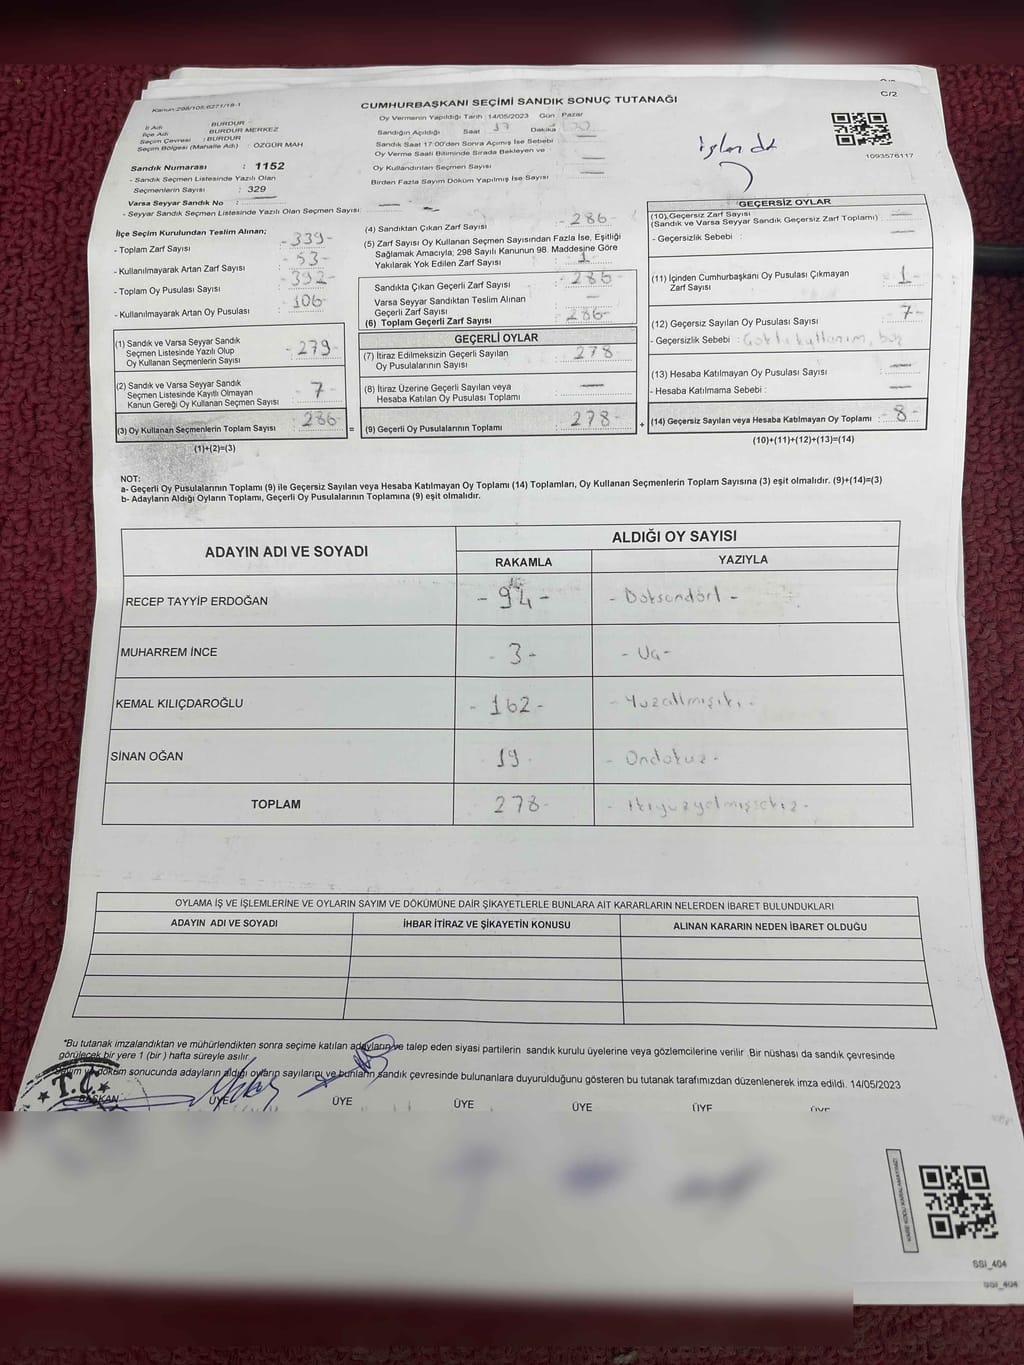 C/2
Kanun:298/105,6271/18-1
CUMHURBAŞKANI SEÇİMİ SANDIK SONUÇ TUTANAĞI
İl Adı : BURDUR
İlçe Adı : BURDUR MERKEZ
Seçim Çevresi : BURDUR
Seçim Bölgesi (Mahalle Adı) : ÖZGÜR MAH
Sandık Numarası : 1152
- Sandık Seçmen Listesinde Yazılı Olan
Seçmenlerin Sayısı : 329
Varsa Seyyar Sandık No :
- Seyyar Sandık Seçmen Listesinde Yazılı Olan Seçmen Sayısı:
Oy Vermenin Yapıldığı Tarih : 14/05/2023 Gün : Pazar
Sandığın Açıldığı Saat 17 Dakika
Sandık Saat 17:00'den Sonra Açılmış İse Sebebi
Oy Verme Saati Bitiminde Sırada Bekleyen ve
Oy Kullandırılan Seçmen Sayısı
Birden Fazla Sayım Döküm Yapılmış İse Sayısı
işlendi
1093576117
İlçe Seçim Kurulundan Teslim Alınan;
- Toplam Zarf Sayısı : -339-
- Kullanılmayarak Artan Zarf Sayısı : -53-
- Toplam Oy Pusulası Sayısı : -392-
- Kullanılmayarak Artan Oy Pusulası : -106-
(1) Sandık ve Varsa Seyyar Sandık
Seçmen Listesinde Yazılı Olup
Oy Kullanan Seçmenlerin Sayısı : -279-
(2) Sandık ve Varsa Seyyar Sandık
Seçmen Listesinde Kayıtlı Olmayan
Kanun Gereği Oy Kullanan Seçmen Sayısı : -7-
(3) Oy Kullanan Seçmenlerin Toplam Sayısı : 286-
(1)+(2)=(3)
(4) Sandıktan Çıkan Zarf Sayısı : -286-
(5) Zarf Sayısı Oy Kullanan Seçmen Sayısından Fazla İse, Eşitliği
Sağlamak Amacıyla; 298 Sayılı Kanunun 98. Maddesine Göre
Yakılarak Yok Edilen Zarf Sayısı
Sandıkta Çıkan Geçerli Zarf Sayısı : 286
Varsa Seyyar Sandıktan Teslim Alınan
Geçerli Zarf Sayısı : —
(6) Toplam Geçerli Zarf Sayısı : 286-
GEÇERLİ OYLAR
(7) İtiraz Edilmeksizin Geçerli Sayılan
Oy Pusulalarının Sayısı : 278
(8) İtiraz Üzerine Geçerli Sayılan veya
Hesaba Katılan Oy Pusulası Toplamı : —
= (9) Geçerli Oy Pusulalarının Toplamı : 278-
GEÇERSİZ OYLAR
(10) Geçersiz Zarf Sayısı
(Sandık ve Varsa Seyyar Sandık Geçersiz Zarf Toplamı) : —
- Geçersizlik Sebebi : —
(11) İçinden Cumhurbaşkanı Oy Pusulası Çıkmayan
Zarf Sayısı : 1-
(12) Geçersiz Sayılan Oy Pusulası Sayısı : 7-
- Geçersizlik Sebebi : kullanım, boş
(13) Hesaba Katılmayan Oy Pusulası Sayısı : —
- Hesaba Katılmama Sebebi : —
+ (14) Geçersiz Sayılan veya Hesaba Katılmayan Oy Toplamı : -8-
(10)+(11)+(12)+(13)=(14)
NOT:
a- Geçerli Oy Pusulalarının Toplamı (9) ile Geçersiz Sayılan veya Hesaba Katılmayan Oy Toplamı (14) Toplamları, Oy Kullanan Seçmenlerin Toplam Sayısına (3) eşit olmalıdır. (9)+(14)=(3)
b- Adayların Aldığı Oyların Toplamı, Geçerli Oy Pusulalarının Toplamına (9) eşit olmalıdır.
ADAYIN ADI VE SOYADI
ALDIĞI OY SAYISI
RAKAMLA YAZIYLA
RECEP TAYYİP ERDOĞAN -94- -Doksandört-
MUHARREM İNCE -3- -Üç-
KEMAL KILIÇDAROĞLU -162- -Yüzaltmışiki-
SİNAN OĞAN 19- -Ondokuz-
TOPLAM -278- -İkiyüzyetmişsekiz-
OYLAMA İŞ VE İŞLEMLERİNE VE OYLARIN SAYIM VE DÖKÜMÜNE DAİR ŞİKAYETLERLE BUNLARA AİT KARARLARIN NELERDEN İBARET BULUNDUKLARI
ADAYIN ADI VE SOYADI İHBAR İTİRAZ VE ŞİKAYETİN KONUSU ALINAN KARARIN NEDEN İBARET OLDUĞU
*Bu tutanak imzalandıktan ve mühürlendikten sonra seçime katılan adayların ve talep eden siyasi partilerin sandık kurulu üyelerine veya gözlemcilerine verilir .Bir nüshası da sandık çevresinde
görülecek bir yere 1 (bir ) hafta süreyle asılır.
Sayım ve döküm sonucunda adayların aldığı oyların sayılarını ve bunların sandık çevresinde bulunanlara duyurulduğunu gösteren bu tutanak tarafımızdan düzenlenerek imza edildi. 14/05/2023
T.C.
BAŞKAN ÜYE ÜYE ÜYE ÜYE ÜYE ÜYE
SSI_404
SSI_404